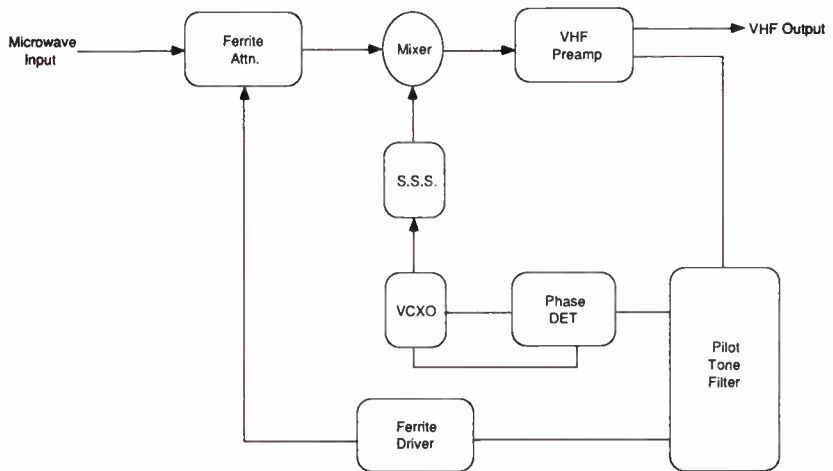 Microwave
Input
Ferrite
Attn.
Mixer
VHF
Preamp
VHF Output
S.S.S.
VCXO
Phase
DET
Pilot
Tone
Filter
Ferrite
Driver